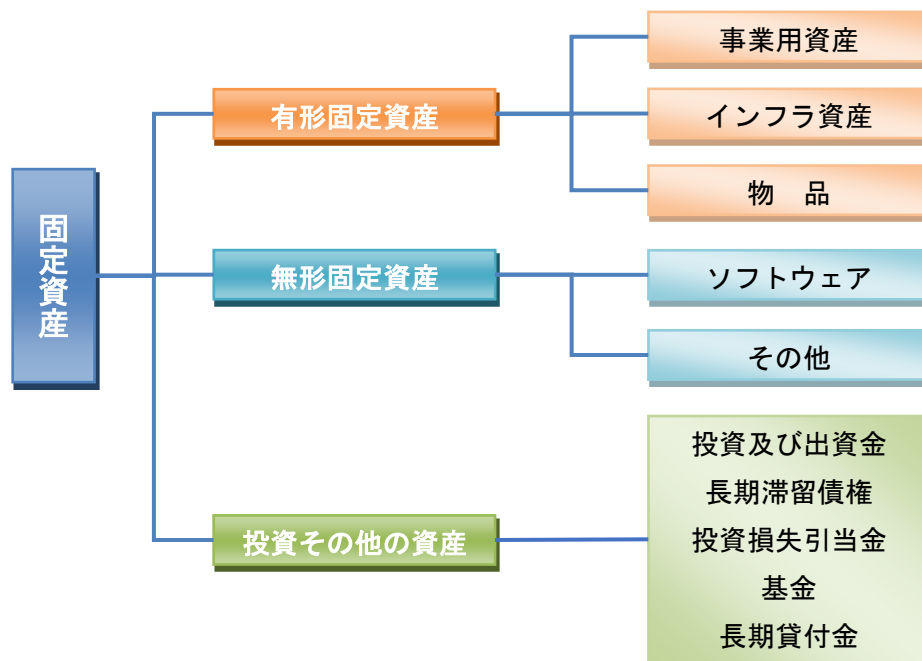 固定資産
有形固定資産
事業用資産
インフラ資産
物　品
無形固定資産
ソフトウェア
その他
投資その他の資産
投資及び出資金
長期滞留債権
投資損失引当金
基金
長期貸付金